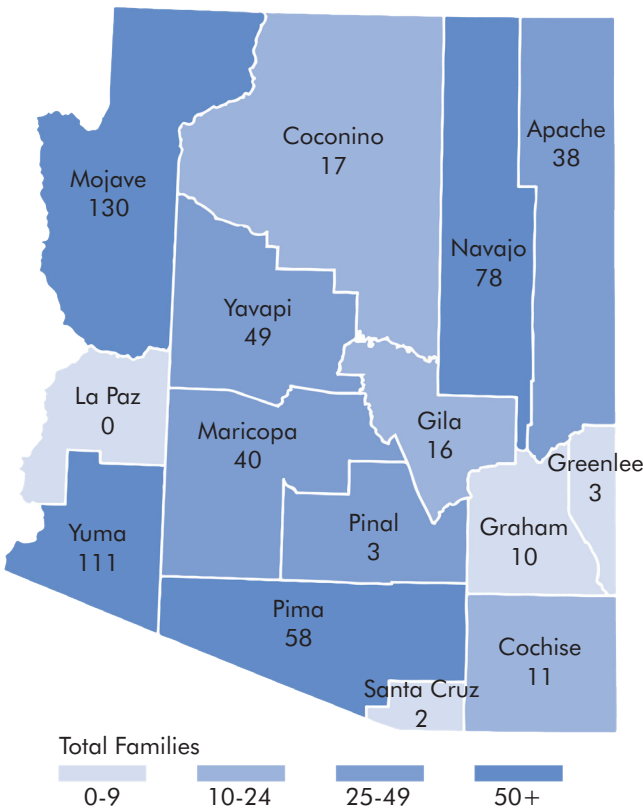 Coconino
17
Apache
38
Mojave
130
Navajo
78
Yavapi
49
La Paz
0
Maricopa
40
Gila
16
Greenlee
3
Yuma
111
Pinal
3
Graham
10
Pima
58
Cochise
11
Santa Cruz
2
Total Families
0-9
10-24
25-49
50+